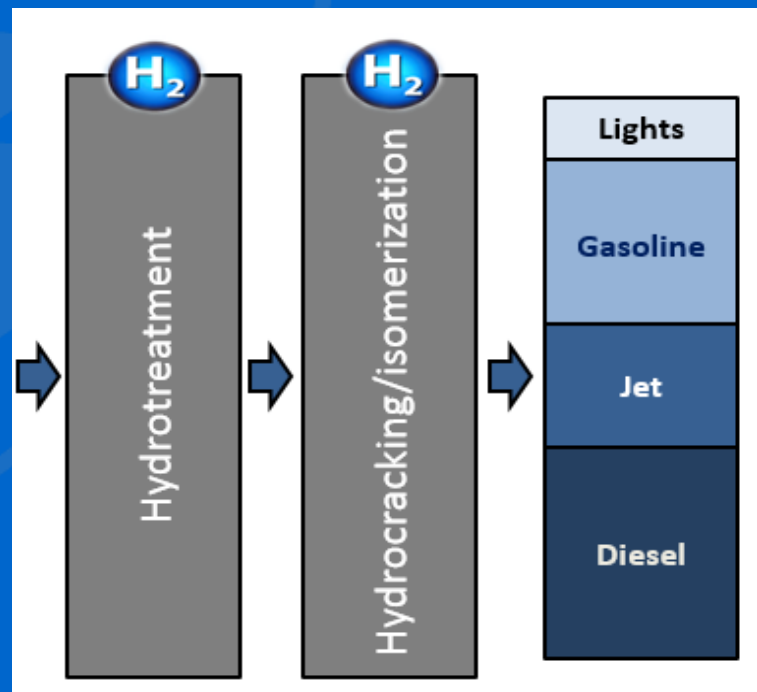 H₂
Hydrotreatment
H₂
Hydrocracking/isomerization
Lights
Gasoline
Jet
Diesel